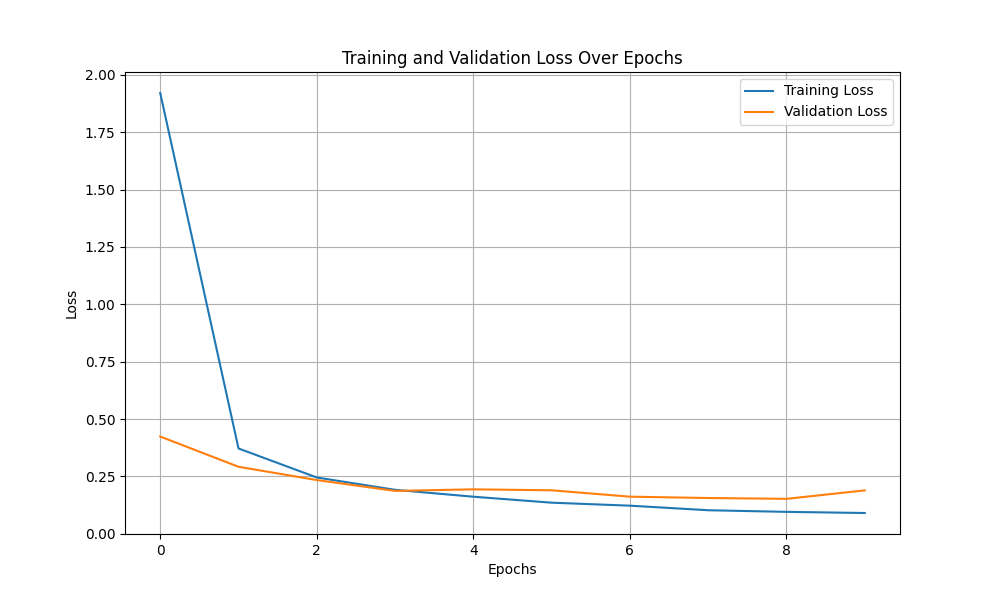 Training and Validation Loss Over Epochs
Training Loss
Validation Loss
2.00
1.75
1.50
1.25
1.00
0.75
0.50
0.25
0.00
Loss
0 2 4 6 8
Epochs